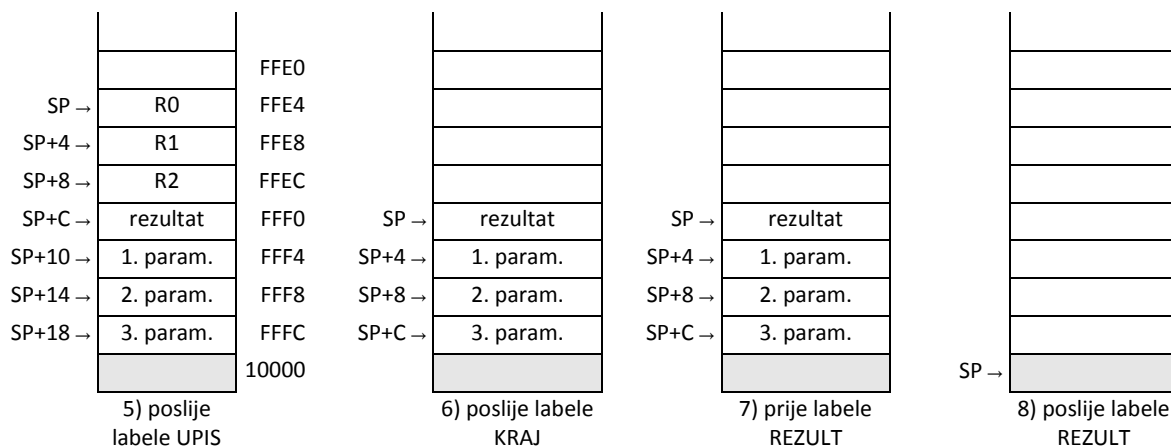 FFE0
SP → R0 FFE4
SP+4 → R1 FFE8
SP+8 → R2 FFEC
SP+C → rezultat FFF0 SP → rezultat SP → rezultat
SP+10 → 1. param. FFF4 SP+4 → 1. param. SP+4 → 1. param.
SP+14 → 2. param. FFF8 SP+8 → 2. param. SP+8 → 2. param.
SP+18 → 3. param. FFFC SP+C → 3. param. SP+C → 3. param.
10000 SP →
5) poslije 6) poslije labele 7) prije labele 8) poslije labele
labele UPIS KRAJ REZULT REZULT